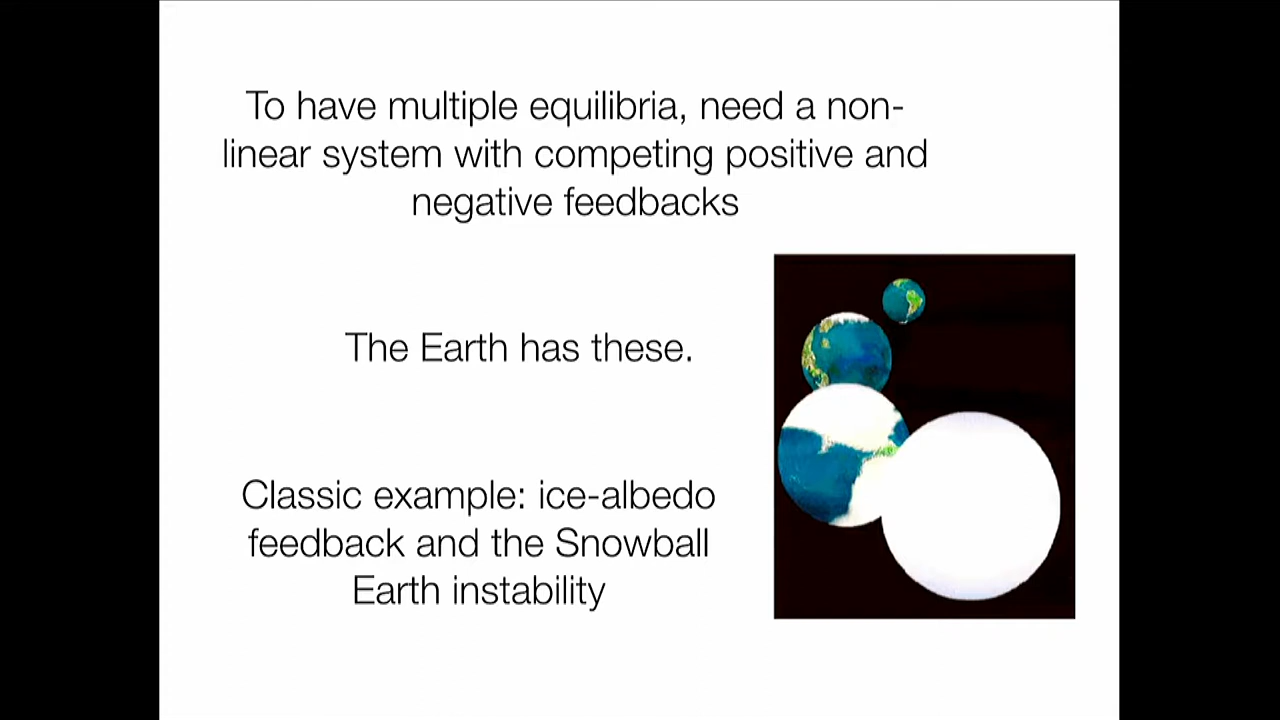 To have multiple equilibria, need a non-
linear system with competing positive and
negative feedbacks
The Earth has these.
Classic example: ice-albedo
feedback and the Snowball
Earth instability